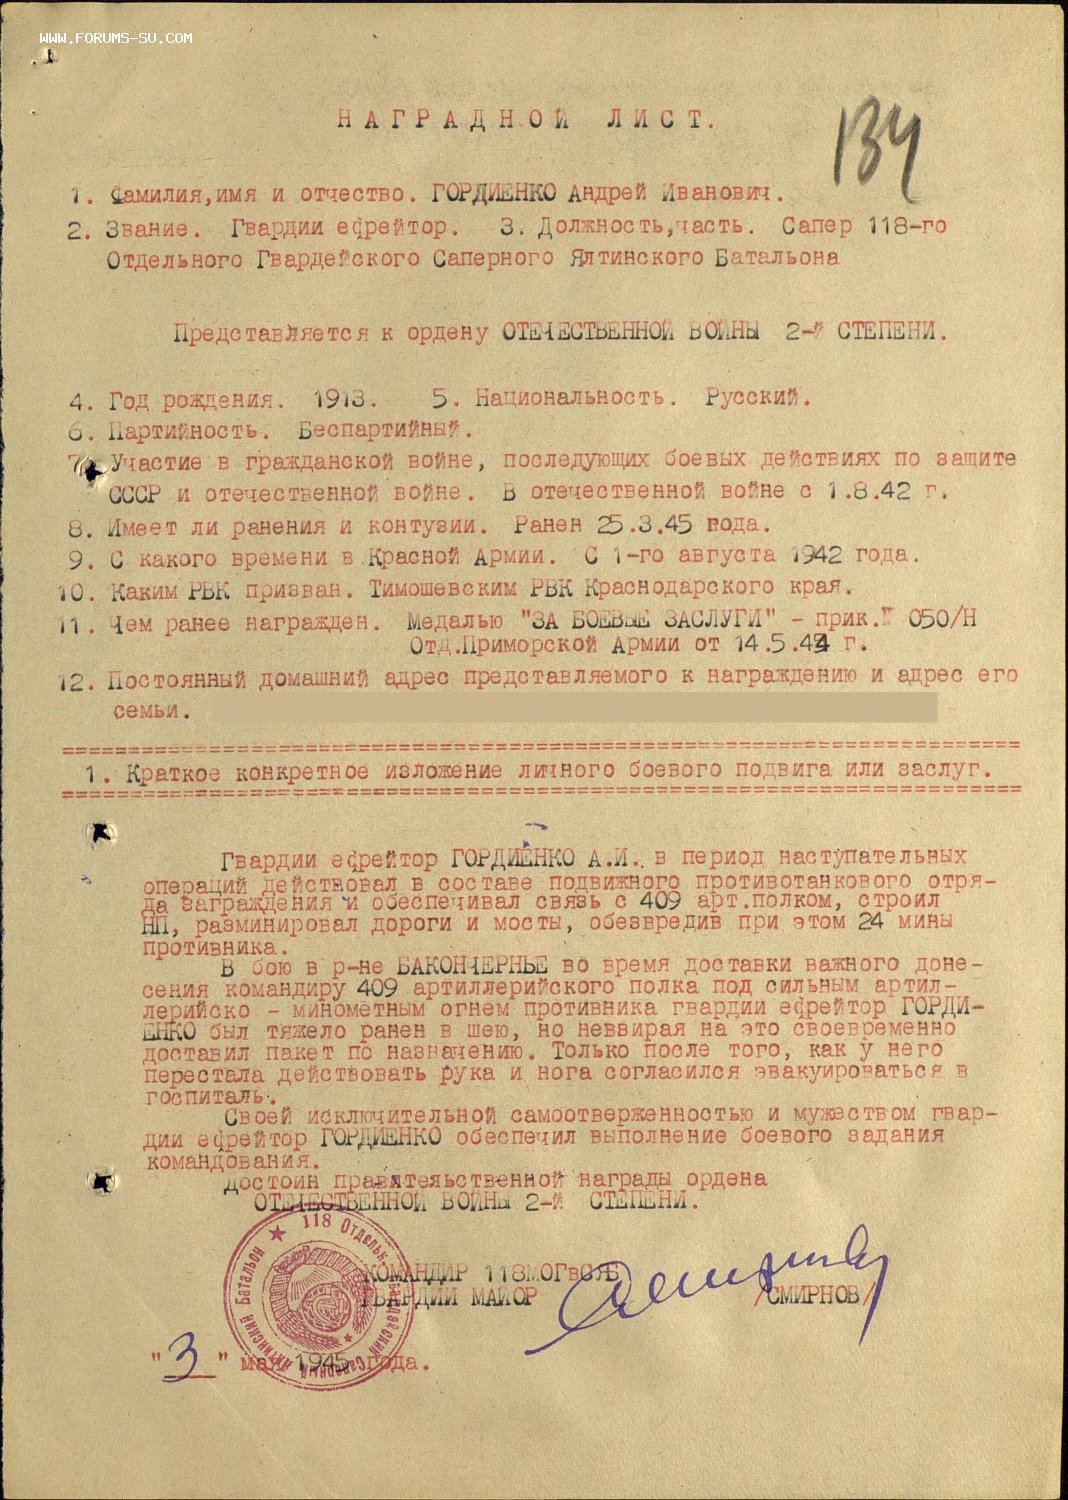 WWW.FORUMS-SU.COM
НАГРАДНОЙ ЛИСТ.
134
1. Фамилия,имя и отчество. ГОРДИЕНКО Андрей Иванович.
2. Звание. Гвардии ефрейтор. 3. Должность,часть. Сапер 118-го
Отдельного Гвардейского Саперного Ялтинского Батальона
Представляется к ордену ОТЕЧЕСТВЕННОЙ ВОЙНЫ 2-й СТЕПЕНИ.
4. Год рождения. 1913. 5. Национальность. Русский.
6. Партийность. Беспартийный.
7. Участие в гражданской войне, последующих боевых действиях по защите
СССР и отечественной войне. В отечественной войне с 1.8.42 г.
8. Имеет ли ранения и контузии. Ранен 25.3.45 года.
9. С какого времени в Красной Армии. С 1-го августа 1942 года.
10. Каким РВК призван. Тимошевским РВК Краснодарского края.
11. Чем ранее награжден. Медалью "ЗА БОЕВЫЕ ЗАСЛУГИ" - прик.№ 050/Н
Отд.Приморской Армии от 14.5.44 г.
12. Постоянный домашний адрес представляемого к награждению и адрес его
семьи.
1. Краткое конкретное изложение личного боевого подвига или заслуг.
Гвардии ефрейтор ГОРДИЕНКО А.И. в период наступательных
операций действовал в составе подвижного противотанкового отря-
да заграждения и обеспечивал связь с 409 арт.полком, строил
НП, разминировал дороги и мосты, обезвредив при этом 24 мины
противника.
В бою в р-не БАКОНЧЕРНЬЕ во время доставки важного доне-
сения командиру 409 артиллерийского полка под сильным артил-
лерийско - минометным огнем противника гвардии ефрейтор ГОРДИ-
ЕНКО был тяжело ранен в шею, но неввирая на это своевременно
доставил пакет по назначению. Только после того, как у него
перестала действовать рука и нога согласился эвакуироваться в
госпиталь.
Своей исключительной самоотверженностью и мужеством гвар-
дии ефрейтор ГОРДИЕНКО обеспечил выполнение боевого задания
командования.
Достоин правительственной награды ордена
ОТЕЧЕСТВЕННОЙ ВОЙНЫ 2-й СТЕПЕНИ.
118 Отдельн. Гвардейский Саперный Ялтинский Батальон
КОМАНДИР 118МОГвСЯБ
ГВАРДИИ МАЙОР /СМИРНОВ/
"3" мая 1945 года.